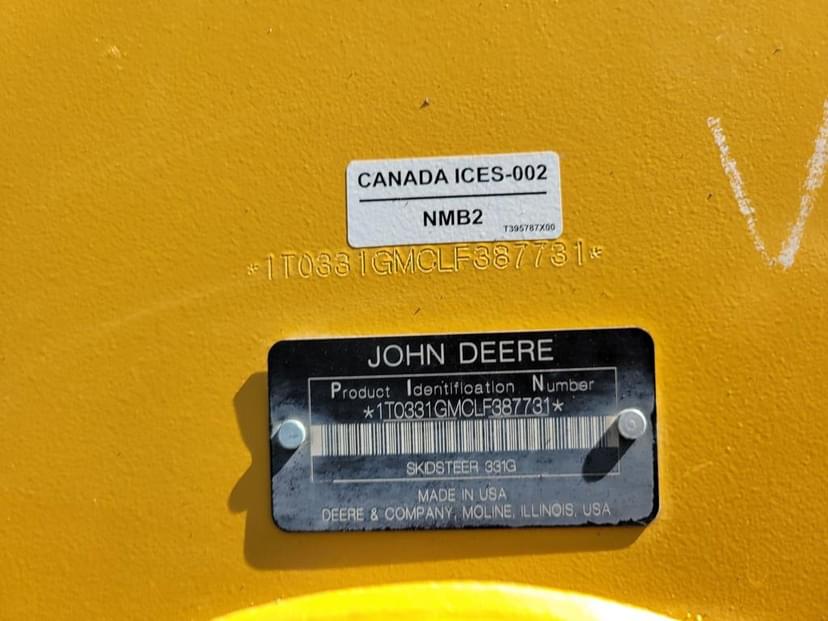 CANADA ICES-002
NMB2
T395787X00
*1T0331GMCLF387731*
JOHN DEERE
Product Identification Number
*1T0331GMCLF387731*
SKIDSTEER 331G
MADE IN USA
DEERE & COMPANY, MOLINE, ILLINOIS, USA
V